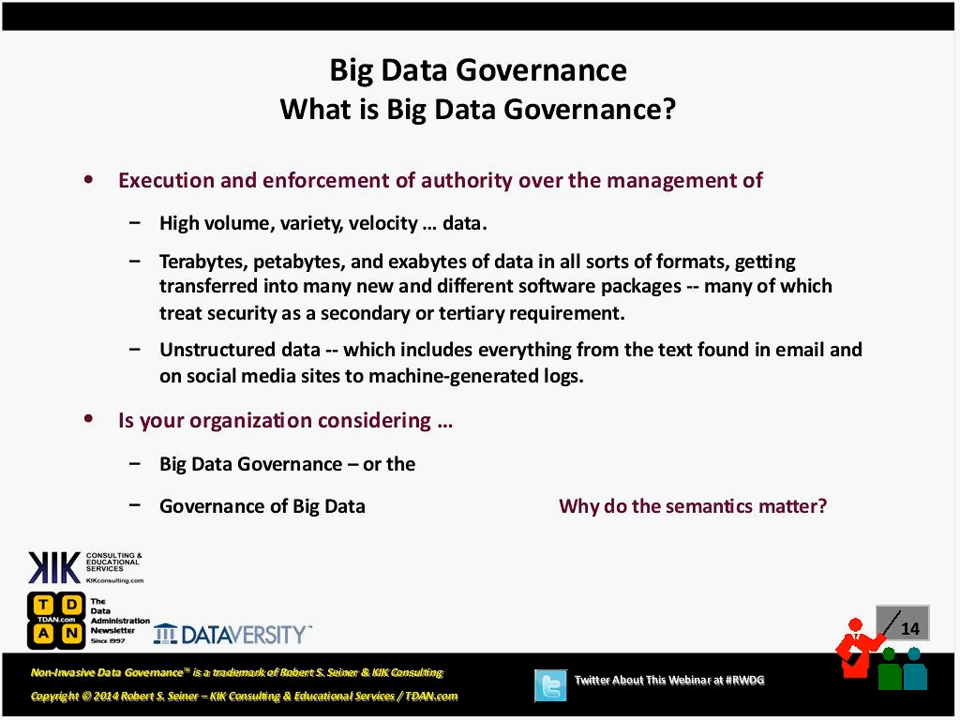 Big Data Governance
What is Big Data Governance?
• Execution and enforcement of authority over the management of
– High volume, variety, velocity … data.
– Terabytes, petabytes, and exabytes of data in all sorts of formats, getting
transferred into many new and different software packages -- many of which
treat security as a secondary or tertiary requirement.
– Unstructured data -- which includes everything from the text found in email and
on social media sites to machine-generated logs.
• Is your organization considering …
– Big Data Governance – or the
– Governance of Big Data
Why do the semantics matter?
KIK
CONSULTING &
EDUCATIONAL
SERVICES
KIKconsulting.com
T D
TDAN.com
A N
The
Data
Administration
Newsletter
Since 1997
DATAVERSITY™
14
Non-Invasive Data Governance™ is a trademark of Robert S. Seiner & KIK Consulting
Copyright © 2014 Robert S. Seiner – KIK Consulting & Educational Services / TDAN.com
Twitter About This Webinar at #RWDG